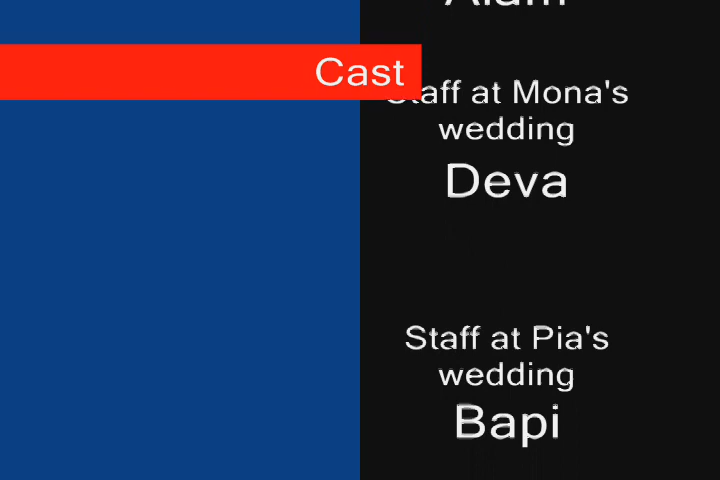 Cast
Staff at Mona's
wedding
Deva
Staff at Pia's
wedding
Bapi